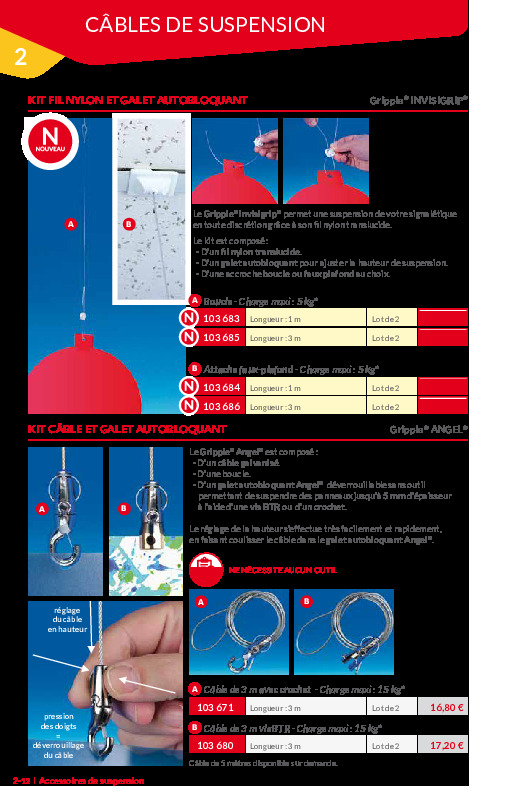 CÂBLES DE SUSPENSION
2
KIT FIL NYLON ET GALET AUTOBLOQUANT
Gripple® INVISIGRIP®
N
NOUVEAU
A
B
Le Gripple® Invisigrip® permet une suspension de votre signalétique
en toute discrétion grâce à son fil nylon translucide.
Le kit est composé :
- D'un fil nylon translucide.
- D'un galet autobloquant pour ajuster la hauteur de suspension.
- D'une accroche boucle ou faux plafond au choix.
A Boucle - Charge maxi : 5 kg*
N 103 683 Longueur : 1 m Lot de 2
N 103 685 Longueur : 3 m Lot de 2
B Attache faux-plafond - Charge maxi : 5 kg*
N 103 684 Longueur : 1 m Lot de 2
N 103 686 Longueur : 3 m Lot de 2
KIT CÂBLE ET GALET AUTOBLOQUANT
Gripple® ANGEL®
A
B
Le Gripple® Angel® est composé :
- D'un câble galvanisé.
- D'une boucle.
- D'un galet autobloquant Angel® déverrouillable sans outil
permettant de suspendre des panneaux jusqu'à 5 mm d'épaisseur
à l'aide d'une vis BTR ou d'un crochet.
Le réglage de la hauteur s'effectue très facilement et rapidement,
en faisant coulisser le câble dans le galet autobloquant Angel®.
NE NÉCESSITE AUCUN OUTIL
réglage
du câble
en hauteur
pression
des doigts
=
déverrouillage
du câble
A
B
A Câble de 3 m avec crochet - Charge maxi : 15 kg*
103 671 Longueur : 3 m Lot de 2 16,80 €
B Câble de 3 m vis BTR - Charge maxi : 15 kg*
103 680 Longueur : 3 m Lot de 2 17,20 €
Câble de 5 mètres disponible sur demande.
2-12 | Accessoires de suspension